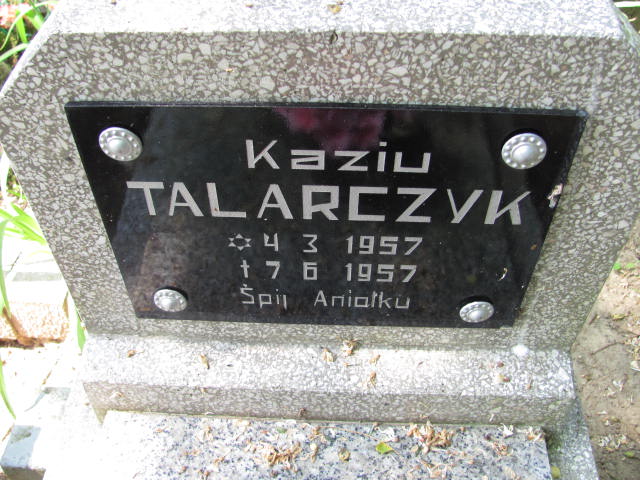 Kaziu
TALARCZYK
✡ 4 3 1957
† 7 6 1957
Śpij Aniołku